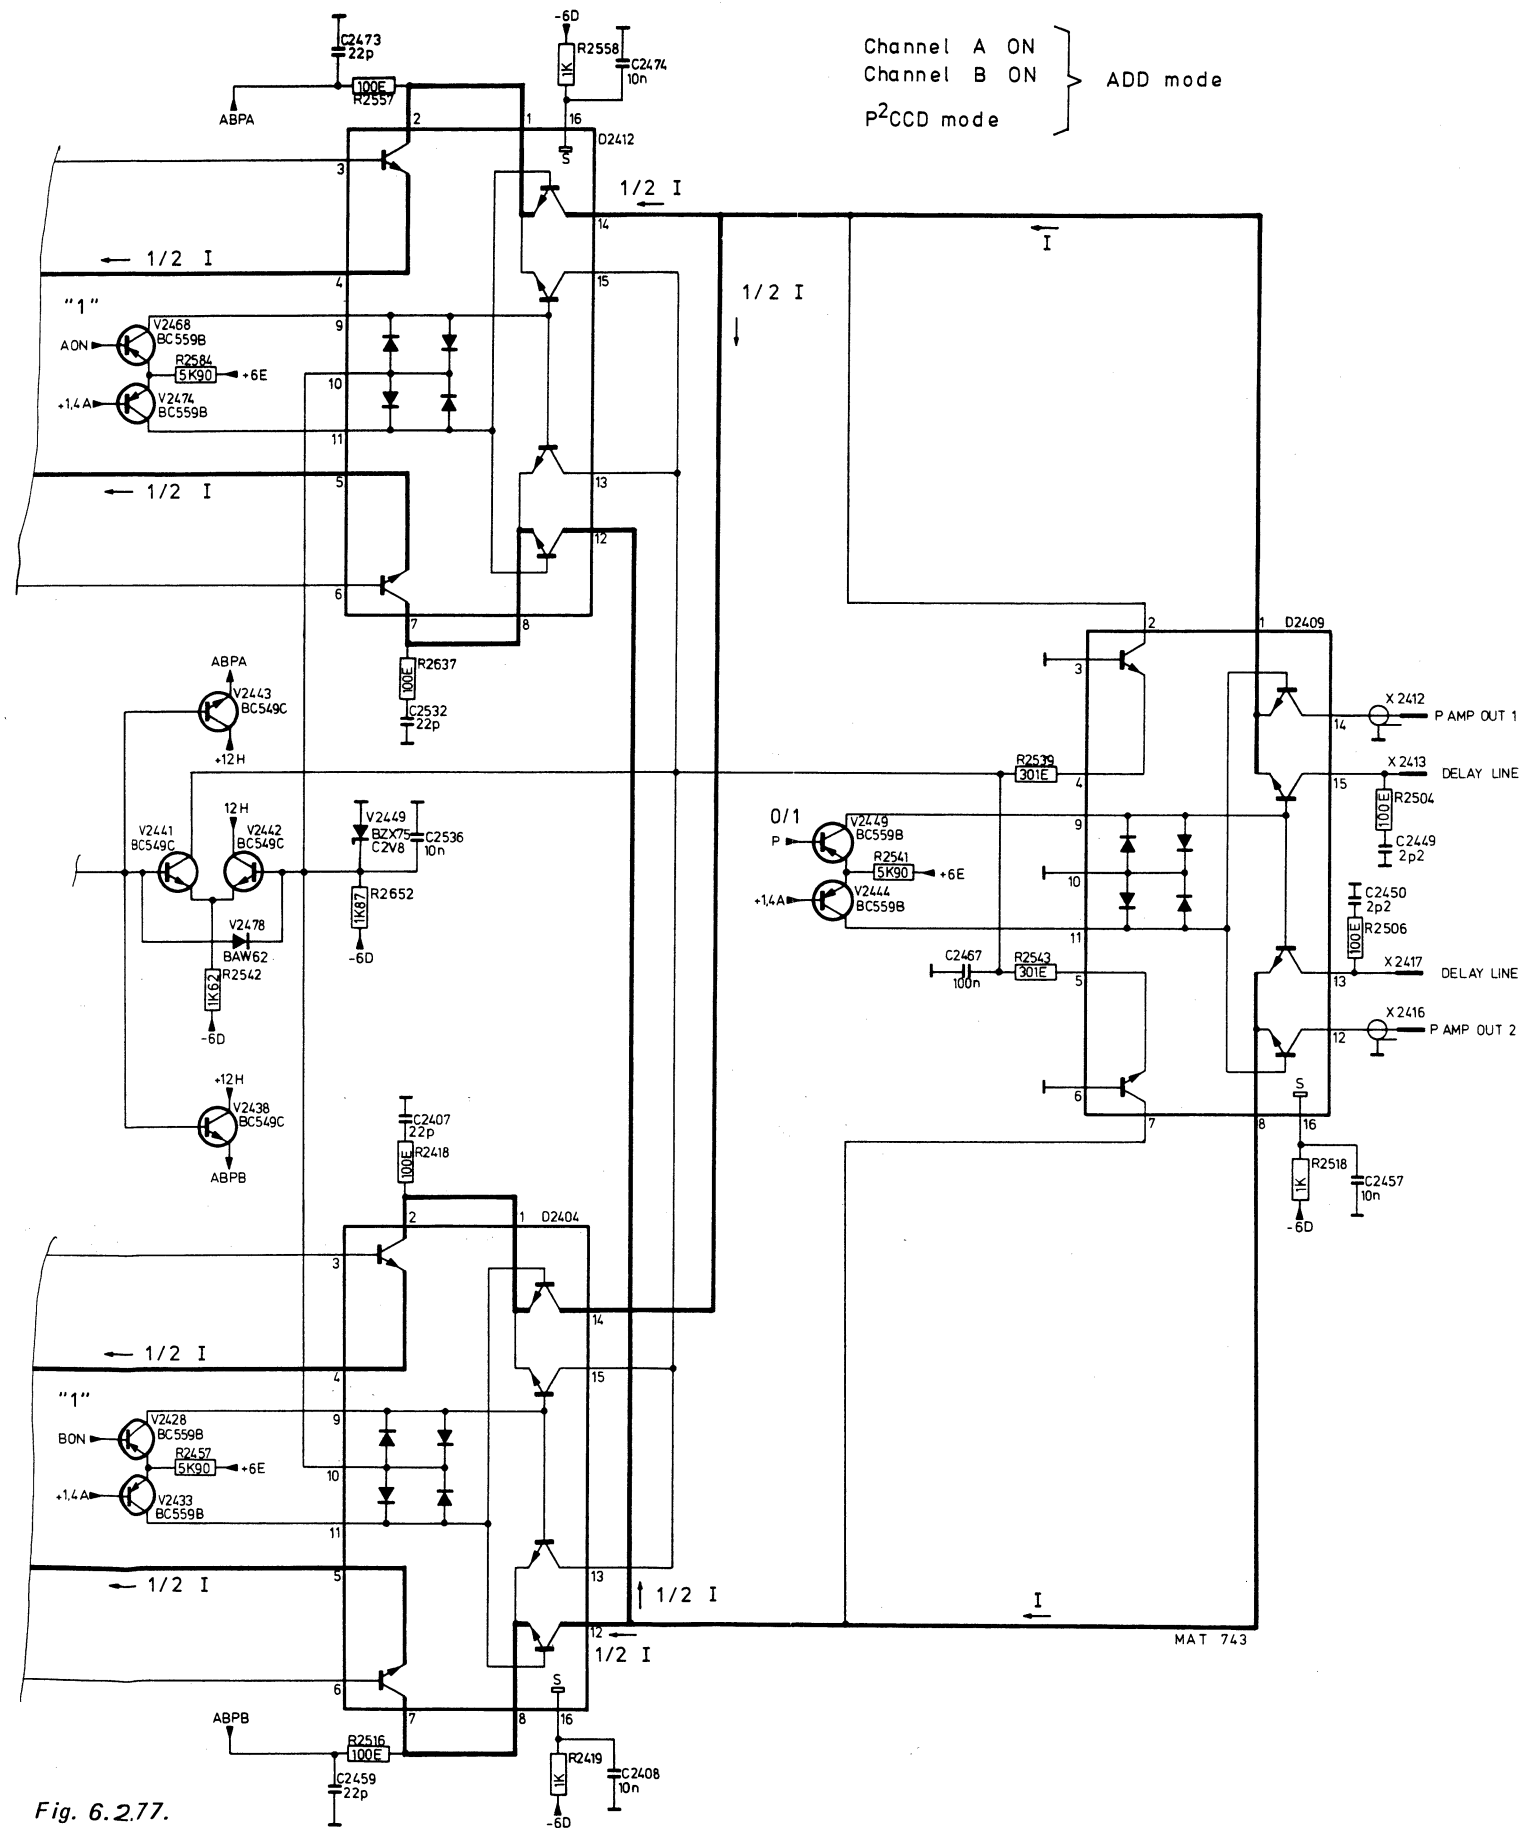 -6D
C2473
22p
R2558
1K
C2474
10n
100E
R2557
ABPA
Channel A ON
Channel B ON
P2CCD mode
ADD mode
2
1
16
D2412
S
3
1/2 I
14
I
1/2 I
4
15
1/2 I
"1"
9
V2468
BC559B
AON
R2584
5K90
+6E
10
+1,4A
V2474
BC559B
11
5
13
1/2 I
12
6
7
8
ABPA
R2637
100E
V2443
BC549C
C2532
22p
+12H
2
1
D2409
3
X2412
14
P AMP OUT 1
R2539
301E
4
X2413
15
DELAY LINE
R2504
100E
12H
V2441
BC549C
V2442
BC549C
V2449
BZX75
C2V8
C2536
10n
0/1
P
V2449
BC559B
9
R2541
5K90
+6E
10
C2449
2p2
+1,4A
V2444
BC559B
11
C2450
2p2
R2652
1K87
V2478
BAW62
R2506
100E
-6D
R2542
1K62
C2467
100n
R2543
301E
5
X2417
13
DELAY LINE
-6D
X2416
12
P AMP OUT 2
+12H
V2438
BC549C
6
S
C2407
22p
7
8
16
R2418
100E
ABPB
R2518
1K
C2457
10n
-6D
2
1
D2404
3
14
1/2 I
4
15
"1"
9
V2428
BC559B
BON
R2457
5K90
+6E
10
+1,4A
V2433
BC559B
11
5
13
1/2 I
1/2 I
I
12
1/2 I
MAT 743
6
S
7
8
16
ABPB
R2516
100E
C2459
22p
R2419
1K
C2408
10n
-6D
Fig. 6.2.77.